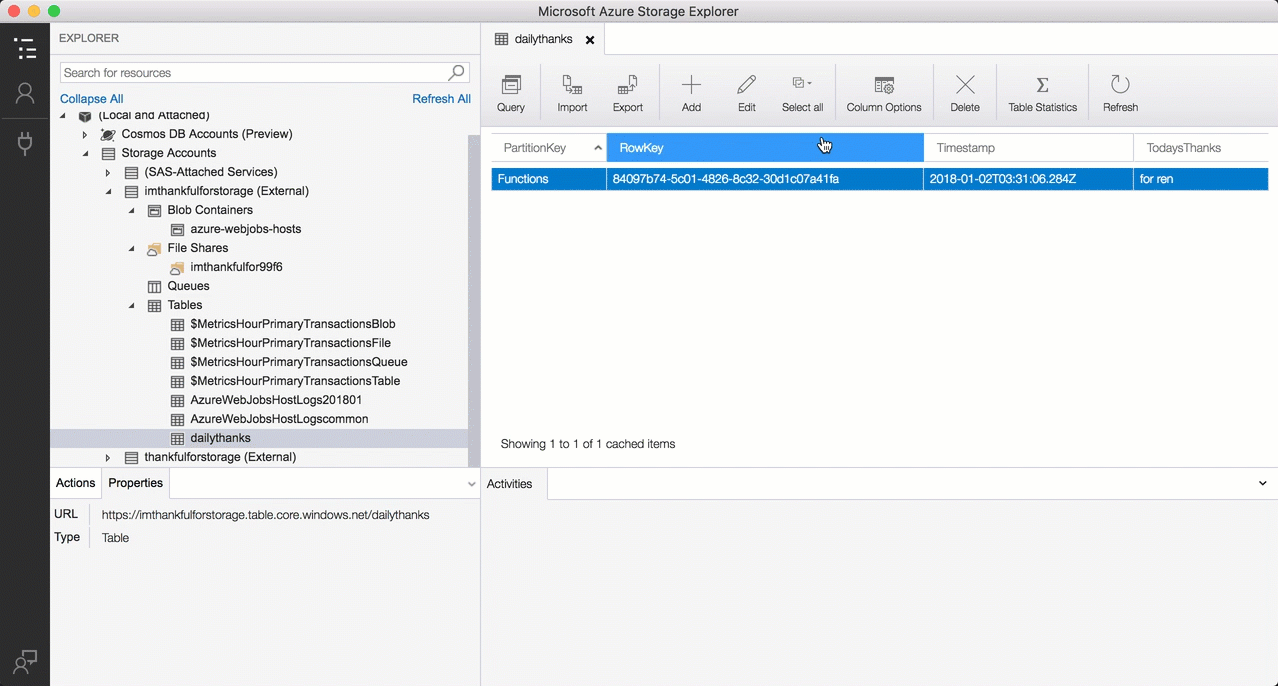 Microsoft Azure Storage Explorer
EXPLORER
Search for resources
Collapse All Refresh All
(Local and Attached)
Cosmos DB Accounts (Preview)
Storage Accounts
(SAS-Attached Services)
imthankfulforstorage (External)
Blob Containers
azure-webjobs-hosts
File Shares
imthankfulfor99f6
Queues
Tables
$MetricsHourPrimaryTransactionsBlob
$MetricsHourPrimaryTransactionsFile
$MetricsHourPrimaryTransactionsQueue
$MetricsHourPrimaryTransactionsTable
AzureWebJobsHostLogs201801
AzureWebJobsHostLogscommon
dailythanks
thankfulforstorage (External)
Actions Properties
URL https://imthankfulforstorage.table.core.windows.net/dailythanks
Type Table
dailythanks
Query Import Export Add Edit Select all Column Options Delete Table Statistics Refresh
PartitionKey RowKey Timestamp TodaysThanks
Functions 84097b74-5c01-4826-8c32-30d1c07a41fa 2018-01-02T03:31:06.284Z for ren
Showing 1 to 1 of 1 cached items
Activities